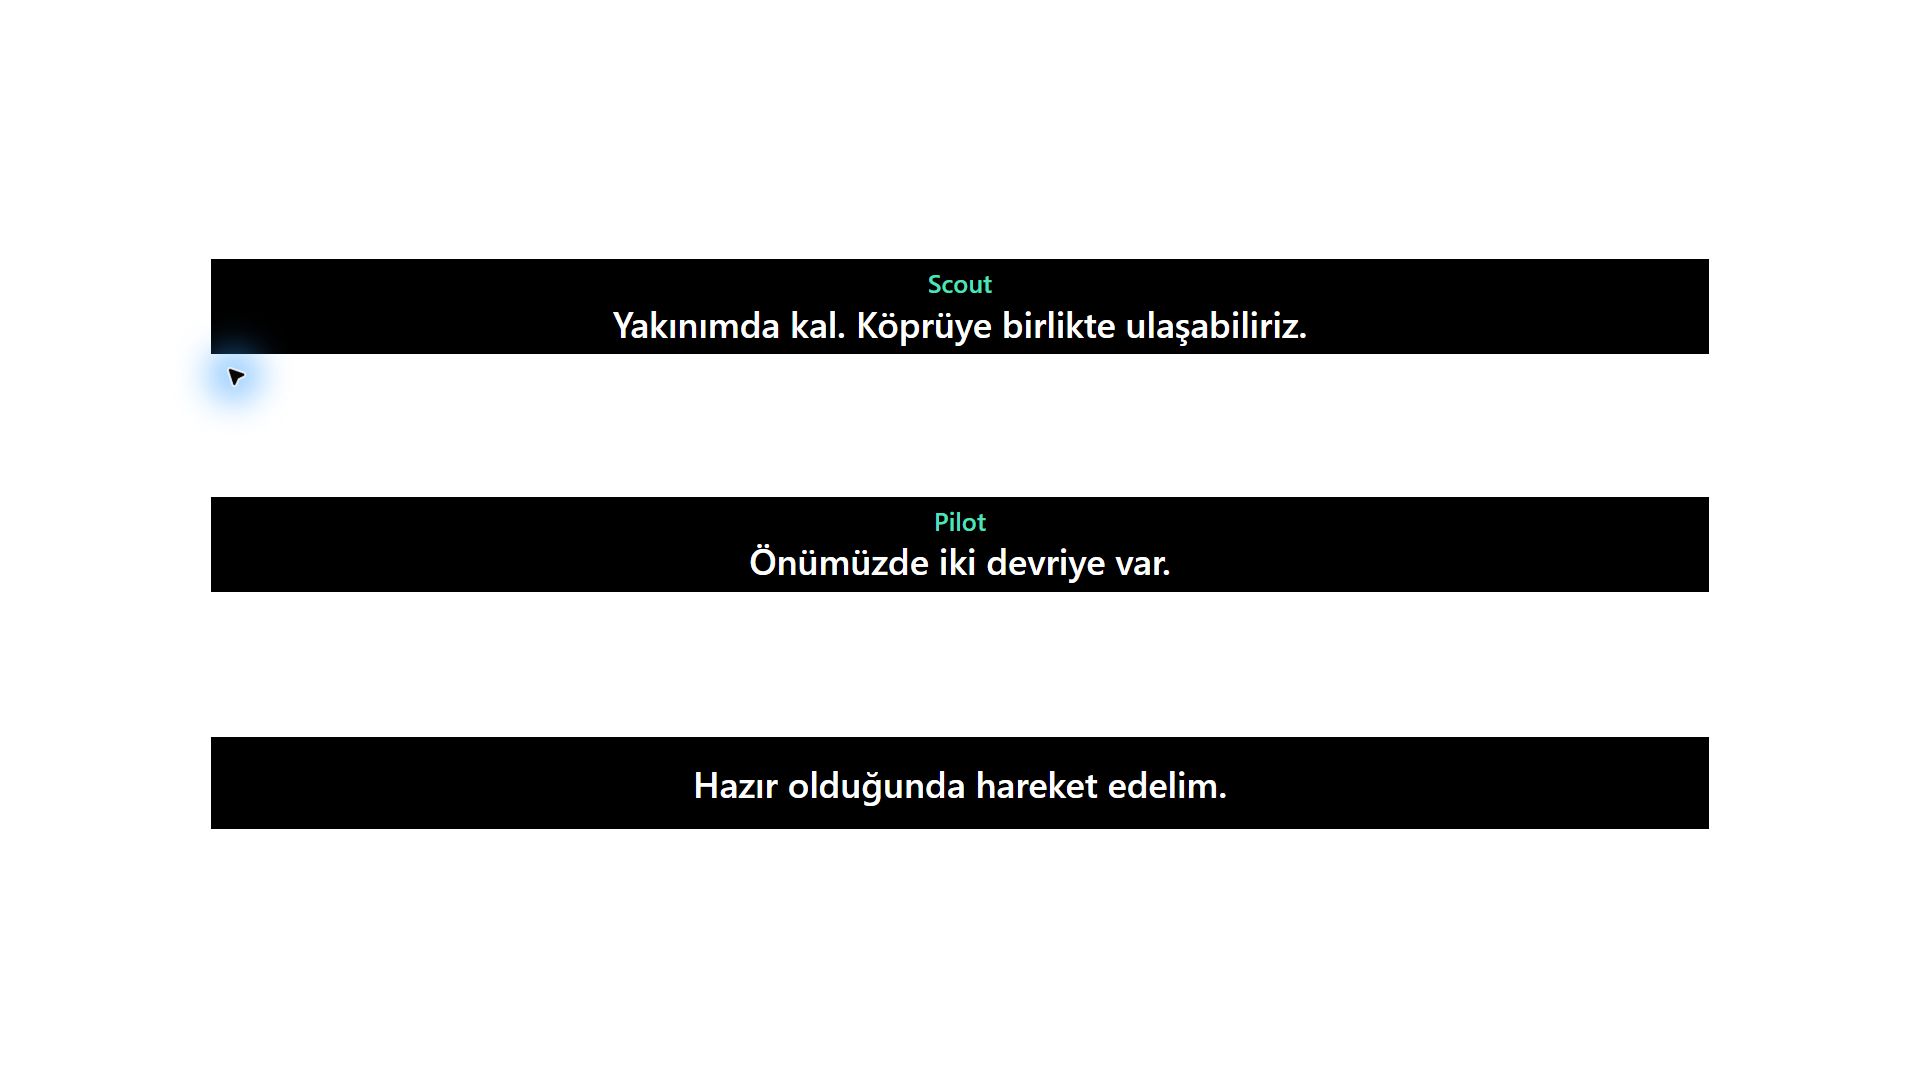 Scout
Yakınımda kal. Köprüye birlikte ulaşabiliriz.
Pilot
Önümüzde iki devriye var.
Hazır olduğunda hareket edelim.